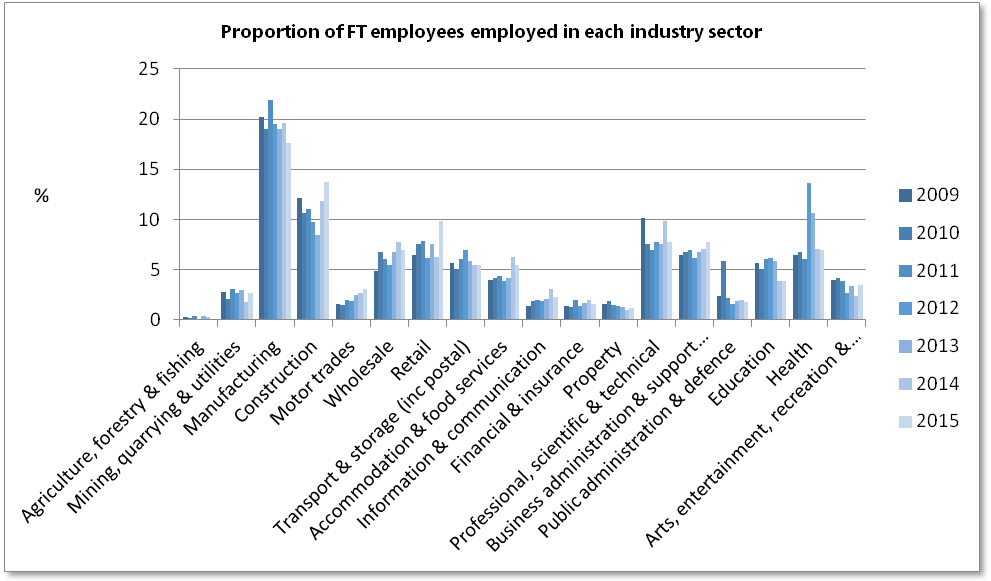 Proportion of FT employees employed in each industry sector
25
20
15
10
5
0
%
Agriculture, forestry & fishing
Mining, quarrying & utilities
Manufacturing
Construction
Motor trades
Wholesale
Retail
Transport & storage (inc postal)
Accommodation & food services
Information & communication
Financial & insurance
Property
Professional, scientific & technical
Business administration & support...
Public administration & defence
Education
Health
Arts, entertainment, recreation &...
2009
2010
2011
2012
2013
2014
2015